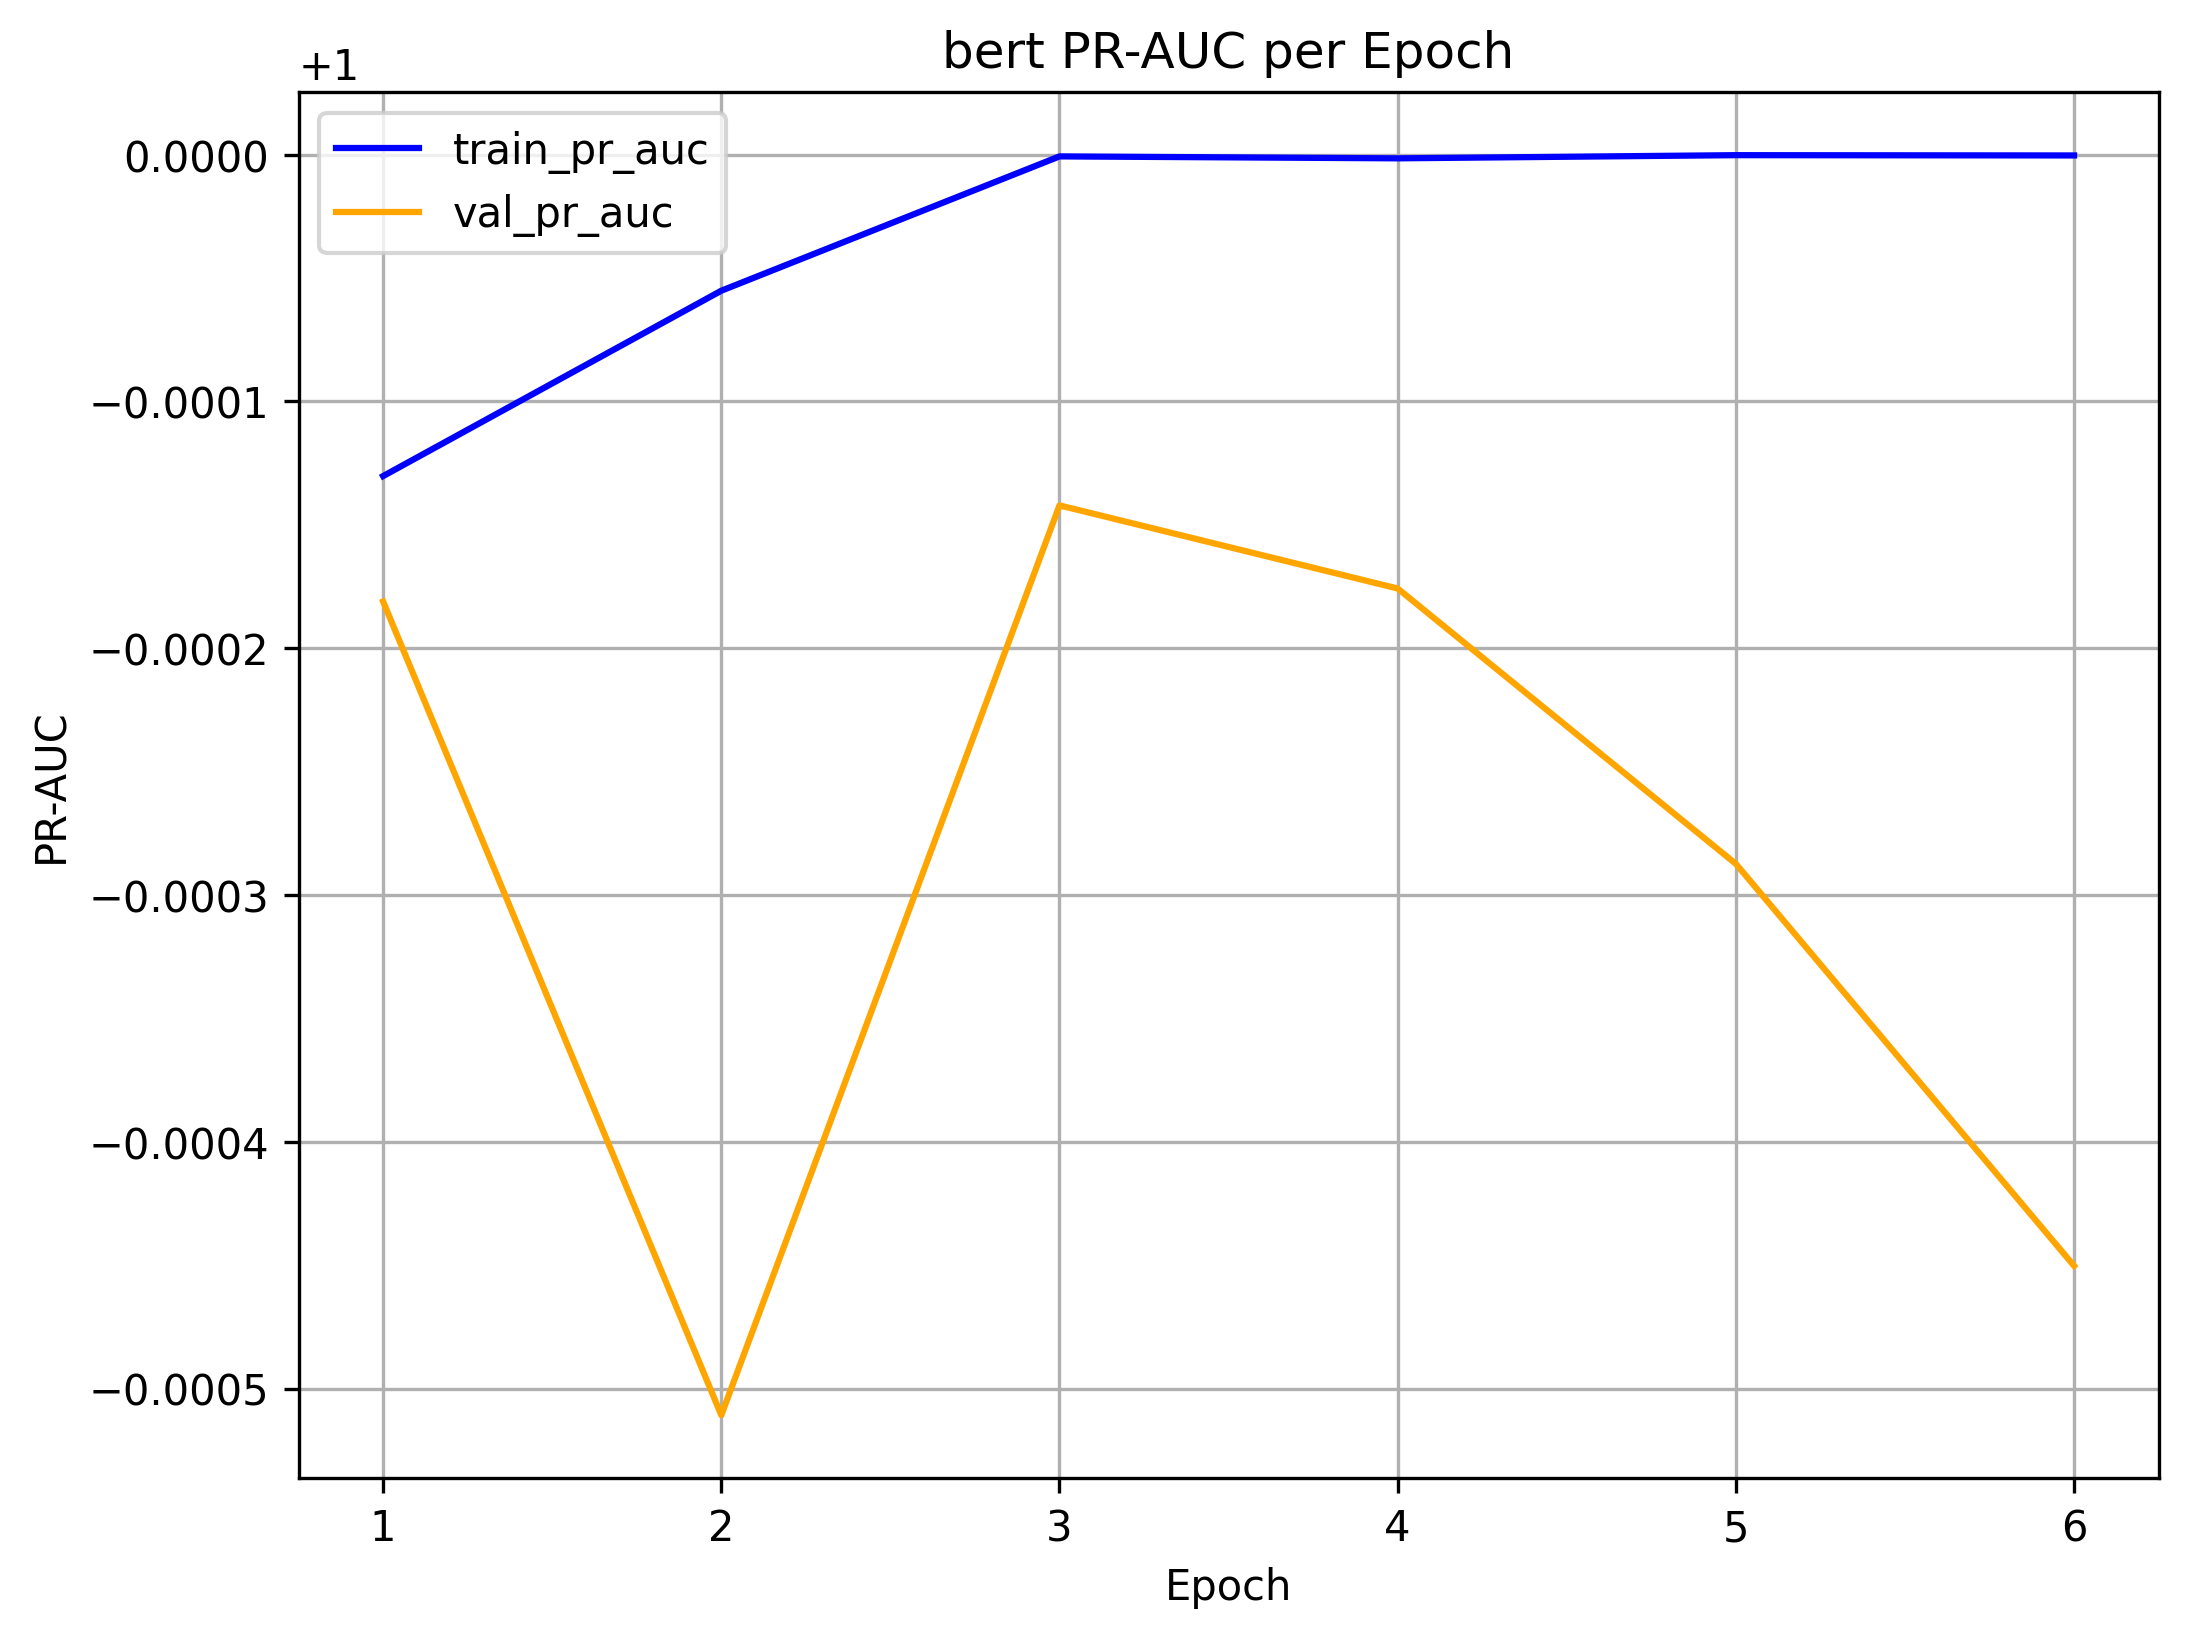 bert PR-AUC per Epoch
+1
train_pr_auc
val_pr_auc
0.0000
−0.0001
−0.0002
−0.0003
−0.0004
−0.0005
PR-AUC
1 2 3 4 5 6
Epoch